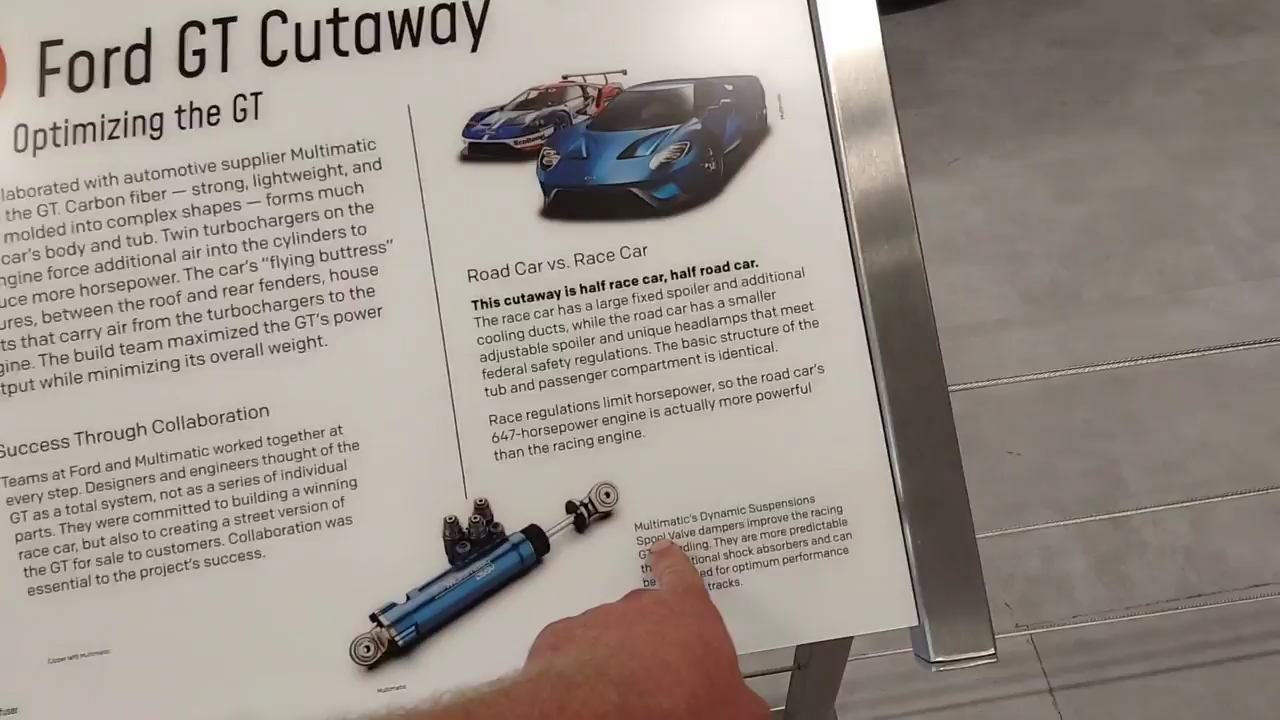 Ford GT Cutaway
Optimizing the GT
laborated with automotive supplier Multimatic
the GT. Carbon fiber — strong, lightweight, and
molded into complex shapes — forms much
car's body and tub. Twin turbochargers on the
ngine force additional air into the cylinders to
uce more horsepower. The car's "flying buttress"
ures, between the roof and rear fenders, house
ts that carry air from the turbochargers to the
gine. The build team maximized the GT's power
tput while minimizing its overall weight.
Success Through Collaboration
Teams at Ford and Multimatic worked together at
every step. Designers and engineers thought of the
GT as a total system, not as a series of individual
parts. They were committed to building a winning
race car, but also to creating a street version of
the GT for sale to customers. Collaboration was
essential to the project's success.
(Upper left) Multimatic
fuser
Multimatic
Road Car vs. Race Car
This cutaway is half race car, half road car.
The race car has a large fixed spoiler and additional
cooling ducts, while the road car has a smaller
adjustable spoiler and unique headlamps that meet
federal safety regulations. The basic structure of the
tub and passenger compartment is identical.
Race regulations limit horsepower, so the road car's
647-horsepower engine is actually more powerful
than the racing engine.
Multimatic's Dynamic Suspensions
Spool Valve dampers improve the racing
dling. They are more predictable
tional shock absorbers and can
be ed for optimum performance
tracks.
Multimatic